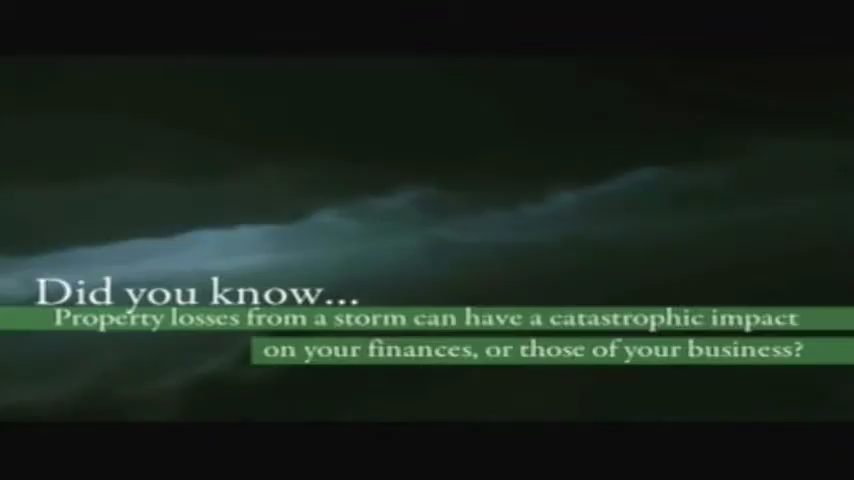 Did you know...
Property losses from a storm can have a catastrophic impact
on your finances, or those of your business?